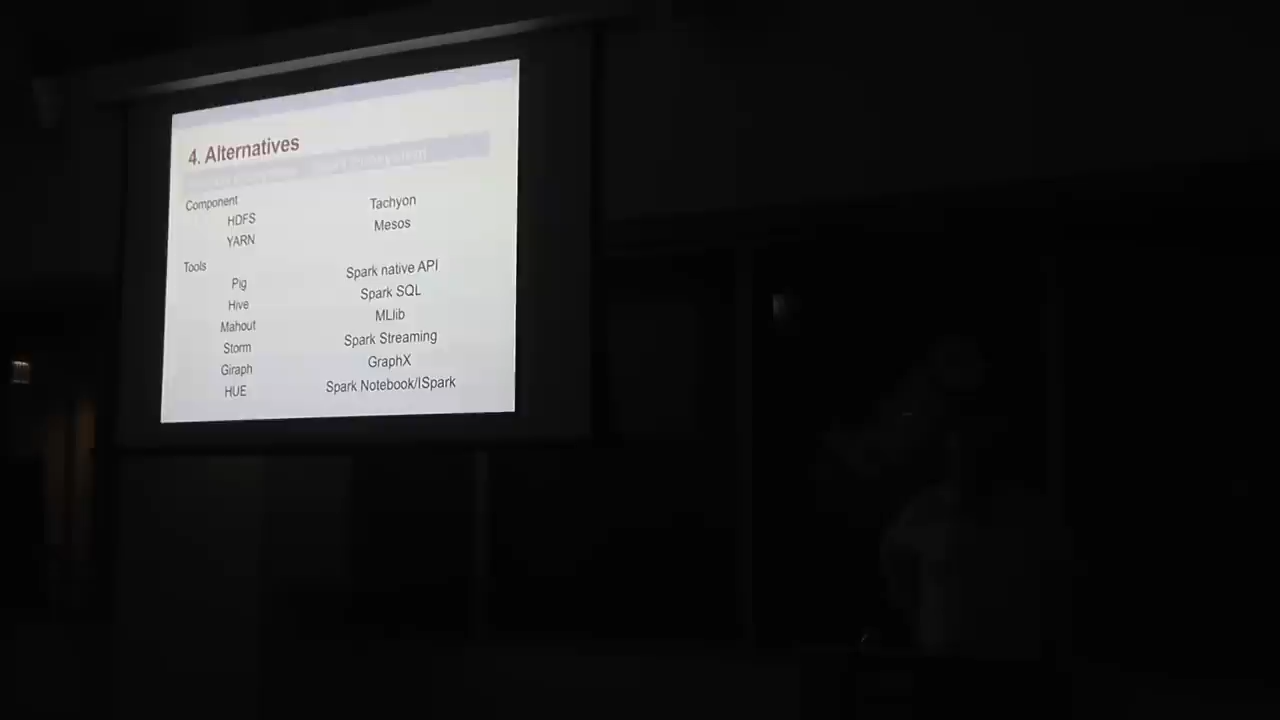 4. Alternatives
Component
HDFS Tachyon
YARN Mesos
Tools
Pig Spark native API
Hive Spark SQL
Mahout MLlib
Storm Spark Streaming
Giraph GraphX
HUE Spark Notebook/ISpark